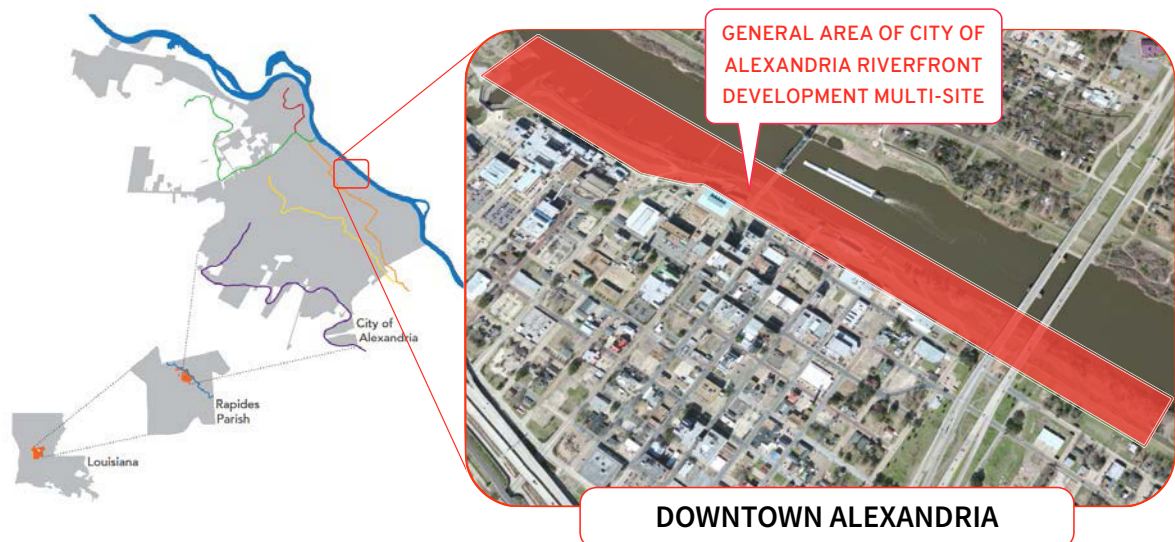 GENERAL AREA OF CITY OF
ALEXANDRIA RIVERFRONT
DEVELOPMENT MULTI-SITE
City of
Alexandria
Rapides
Parish
Louisiana
DOWNTOWN ALEXANDRIA